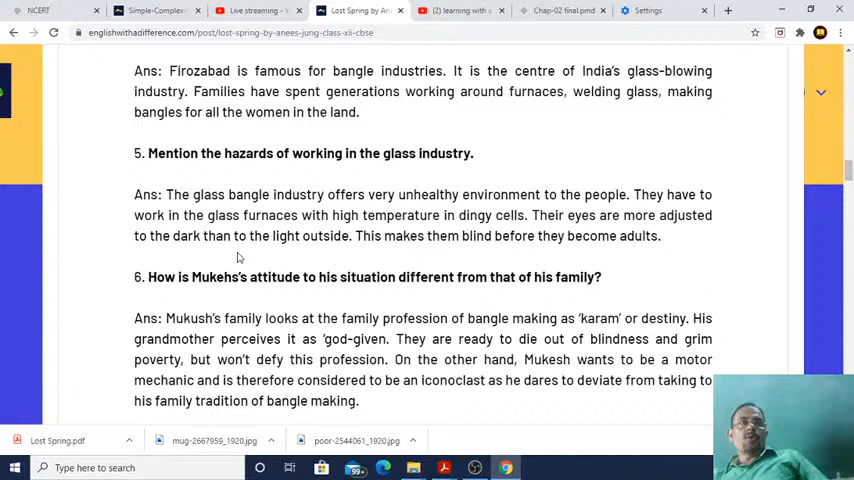 NCERT
Simple-Complex-
Live streaming - Y
Lost Spring by Anees Jung
(2) learning with d
Chap-02 final.pmd
Settings
englishwithadifference.com/post/lost-spring-by-anees-jung-class-xii-cbse
Ans: Firozabad is famous for bangle industries. It is the centre of India's glass-blowing
industry. Families have spent generations working around furnaces, welding glass, making
bangles for all the women in the land.
5. Mention the hazards of working in the glass industry.
Ans: The glass bangle industry offers very unhealthy environment to the people. They have to
work in the glass furnaces with high temperature in dingy cells. Their eyes are more adjusted
to the dark than to the light outside. This makes them blind before they become adults.
6. How is Mukehs's attitude to his situation different from that of his family?
Ans: Mukush's family looks at the family profession of bangle making as 'karam' or destiny. His
grandmother perceives it as 'god-given. They are ready to die out of blindness and grim
poverty, but won't defy this profession. On the other hand, Mukesh wants to be a motor
mechanic and is therefore considered to be an iconoclast as he dares to deviate from taking to
his family tradition of bangle making.
Lost Spring.pdf
mug-2667959_1920.jpg
poor-2544061_1920.jpg
Type here to search
99+